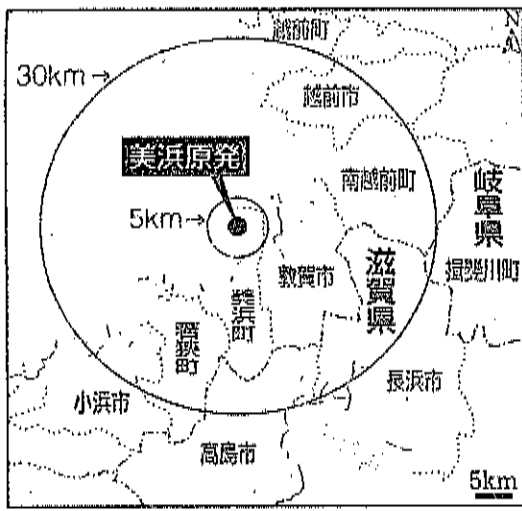 越前町
N
30km→
越前市
美浜原発
南越前町
岐阜県
5km→
揖斐川町
敦賀市
滋賀県
美浜町
若狭町
長浜市
小浜市
高島市
5km